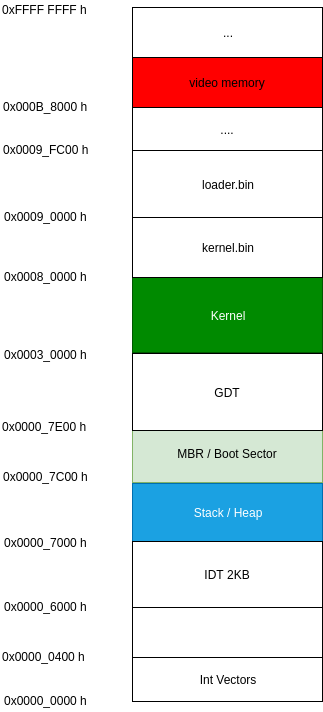 0xFFFF FFFF h
...
video memory
0x000B_8000 h
....
0x0009_FC00 h
loader.bin
0x0009_0000 h
kernel.bin
0x0008_0000 h
Kernel
0x0003_0000 h
GDT
0x0000_7E00 h
MBR / Boot Sector
0x0000_7C00 h
Stack / Heap
0x0000_7000 h
IDT 2KB
0x0000_6000 h
0x0000_0400 h
Int Vectors
0x0000_0000 h